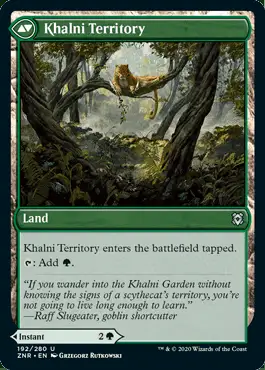 Khalni Territory
Land
Khalni Territory enters the battlefield tapped.
: Add .
"If you wander into the Khalni Garden without
knowing the signs of a scythecat's territory, you're
not going to live long enough to learn."
—Raff Slugeater, goblin shortcutter
Instant 2
192/280 U
ZNR • EN GRZEGORZ RUTKOWSKI
™ & © 2020 Wizards of the Coast